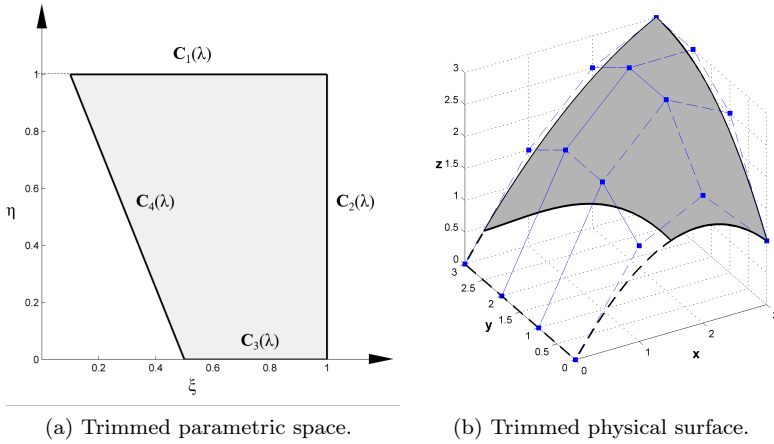 C₁(λ)
1
0.8
0.6
C₄(λ)
C₂(λ)
η
0.4
0.2
C₃(λ)
0
0.2
0.4
0.6
0.8
1
ξ
(a) Trimmed parametric space.
3
2.5
2
z
1.5
1
0.5
0
3
2.5
2
1.5
1
0.5
0
y
0
1
2
3
x
(b) Trimmed physical surface.